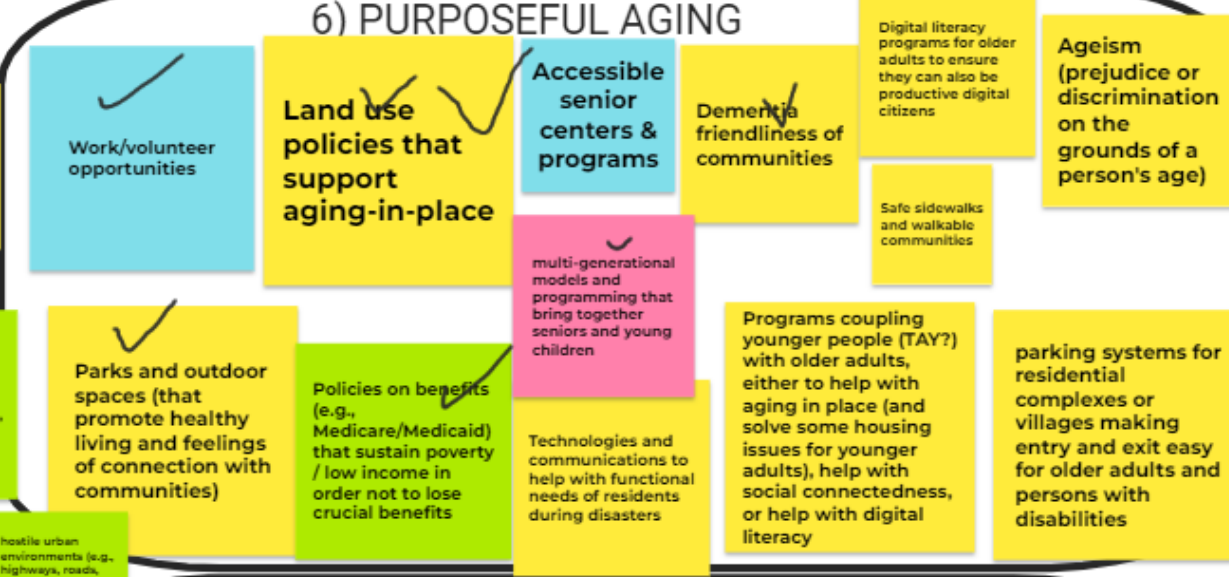 6) PURPOSEFUL AGING
Work/volunteer
opportunities
Land use
policies that
support
aging-in-place
Accessible
senior
centers &
programs
Dementia
friendliness of
communities
Digital literacy
programs for older
adults to ensure
they can also be
productive digital
citizens
Ageism
(prejudice or
discrimination
on the
grounds of a
person's age)
Safe sidewalks
and walkable
communities
multi-generational
models and
programming that
bring together
seniors and young
children
Parks and outdoor
spaces (that
promote healthy
living and feelings
of connection with
communities)
Policies on benefits
(e.g.,
Medicare/Medicaid)
that sustain poverty
/ low income in
order not to lose
crucial benefits
Technologies and
communications to
help with functional
needs of residents
during disasters
Programs coupling
younger people (TAY?)
with older adults,
either to help with
aging in place (and
solve some housing
issues for younger
adults), help with
social connectedness,
or help with digital
literacy
parking systems for
residential
complexes or
villages making
entry and exit easy
for older adults and
persons with
disabilities
hostile urban
environments (e.g.,
highways, roads,